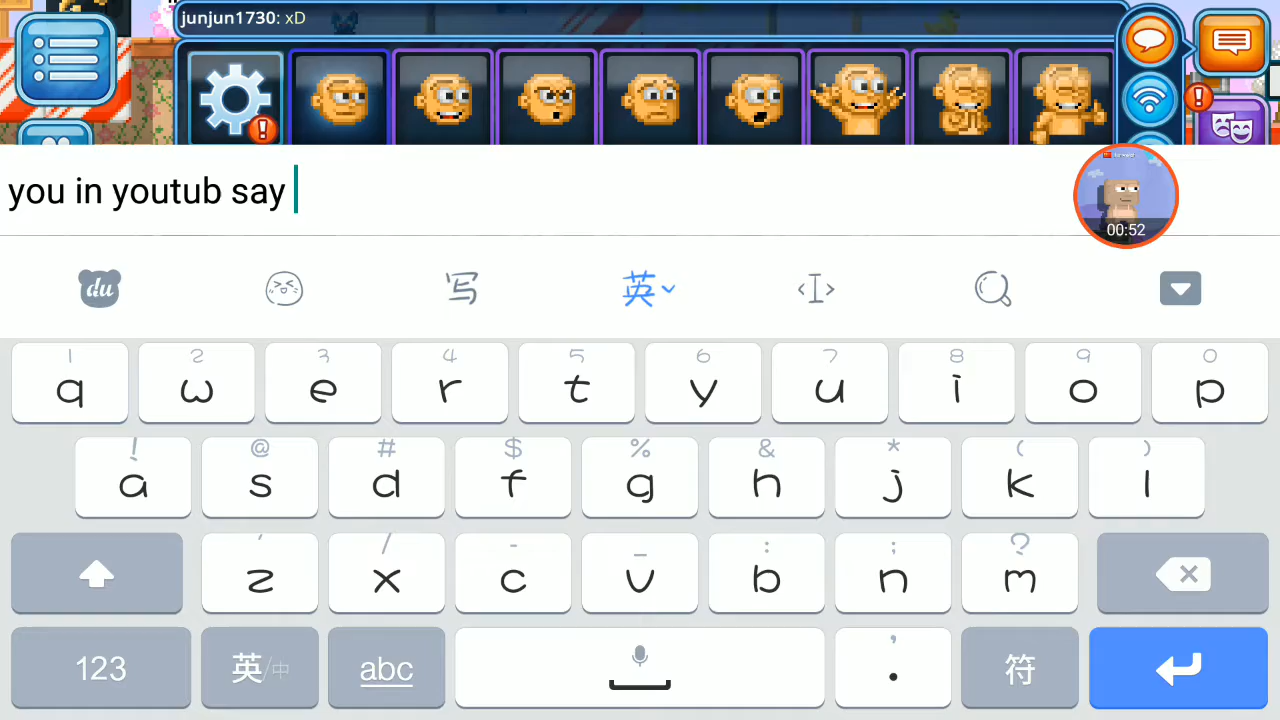 junjun1730: xD
you in youtub say
00:52
du
写
英
1 2 3 4 5 6 7 8 9 0
q w e r t y u i o p
! @ # $ % & * ( )
a s d f g h j k l
' / - _ : ; ?
z x c v b n m
123 英/中 abc , . 符